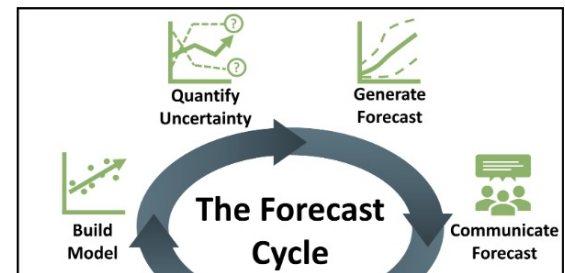 ?
?
Quantify
Uncertainty
Generate
Forecast
Build
Model
The Forecast
Cycle
Communicate
Forecast